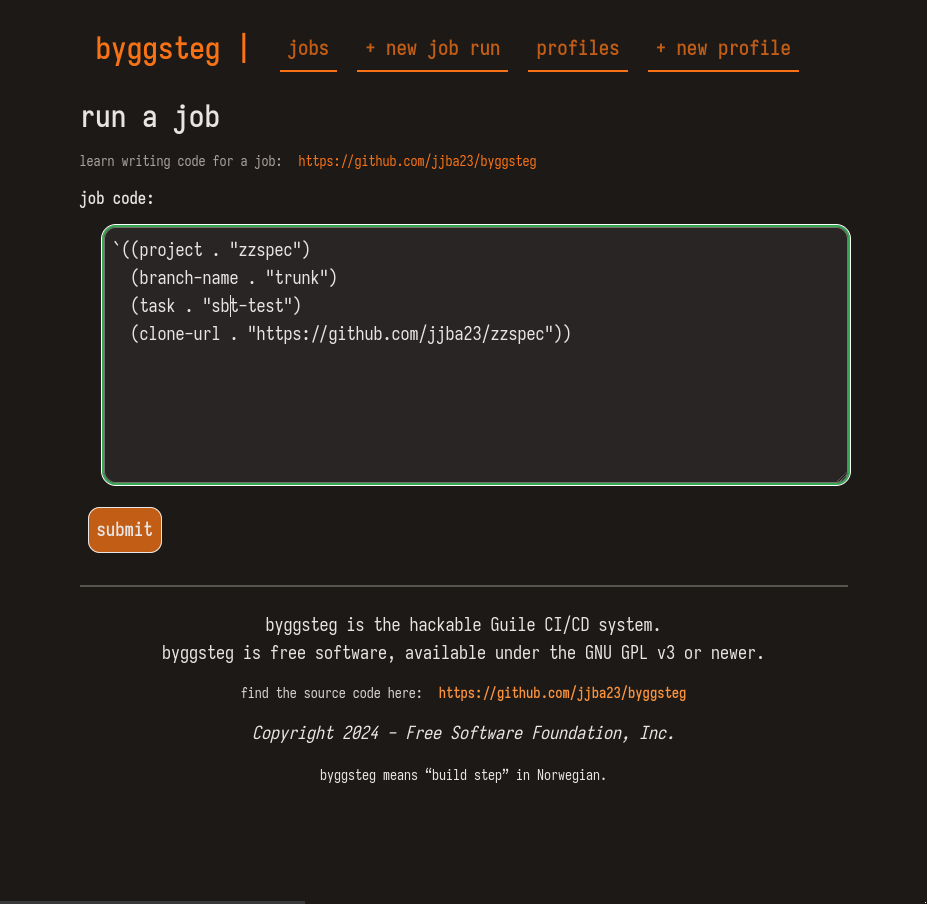 byggsteg |
jobs
+ new job run
profiles
+ new profile
run a job
learn writing code for a job: https://github.com/jjba23/byggsteg
job code:
`((project . "zzspec")
(branch-name . "trunk")
(task . "sbt-test")
(clone-url . "https://github.com/jjba23/zzspec"))
submit
byggsteg is the hackable Guile CI/CD system.
byggsteg is free software, available under the GNU GPL v3 or newer.
find the source code here: https://github.com/jjba23/byggsteg
Copyright 2024 - Free Software Foundation, Inc.
byggsteg means “build step” in Norwegian.